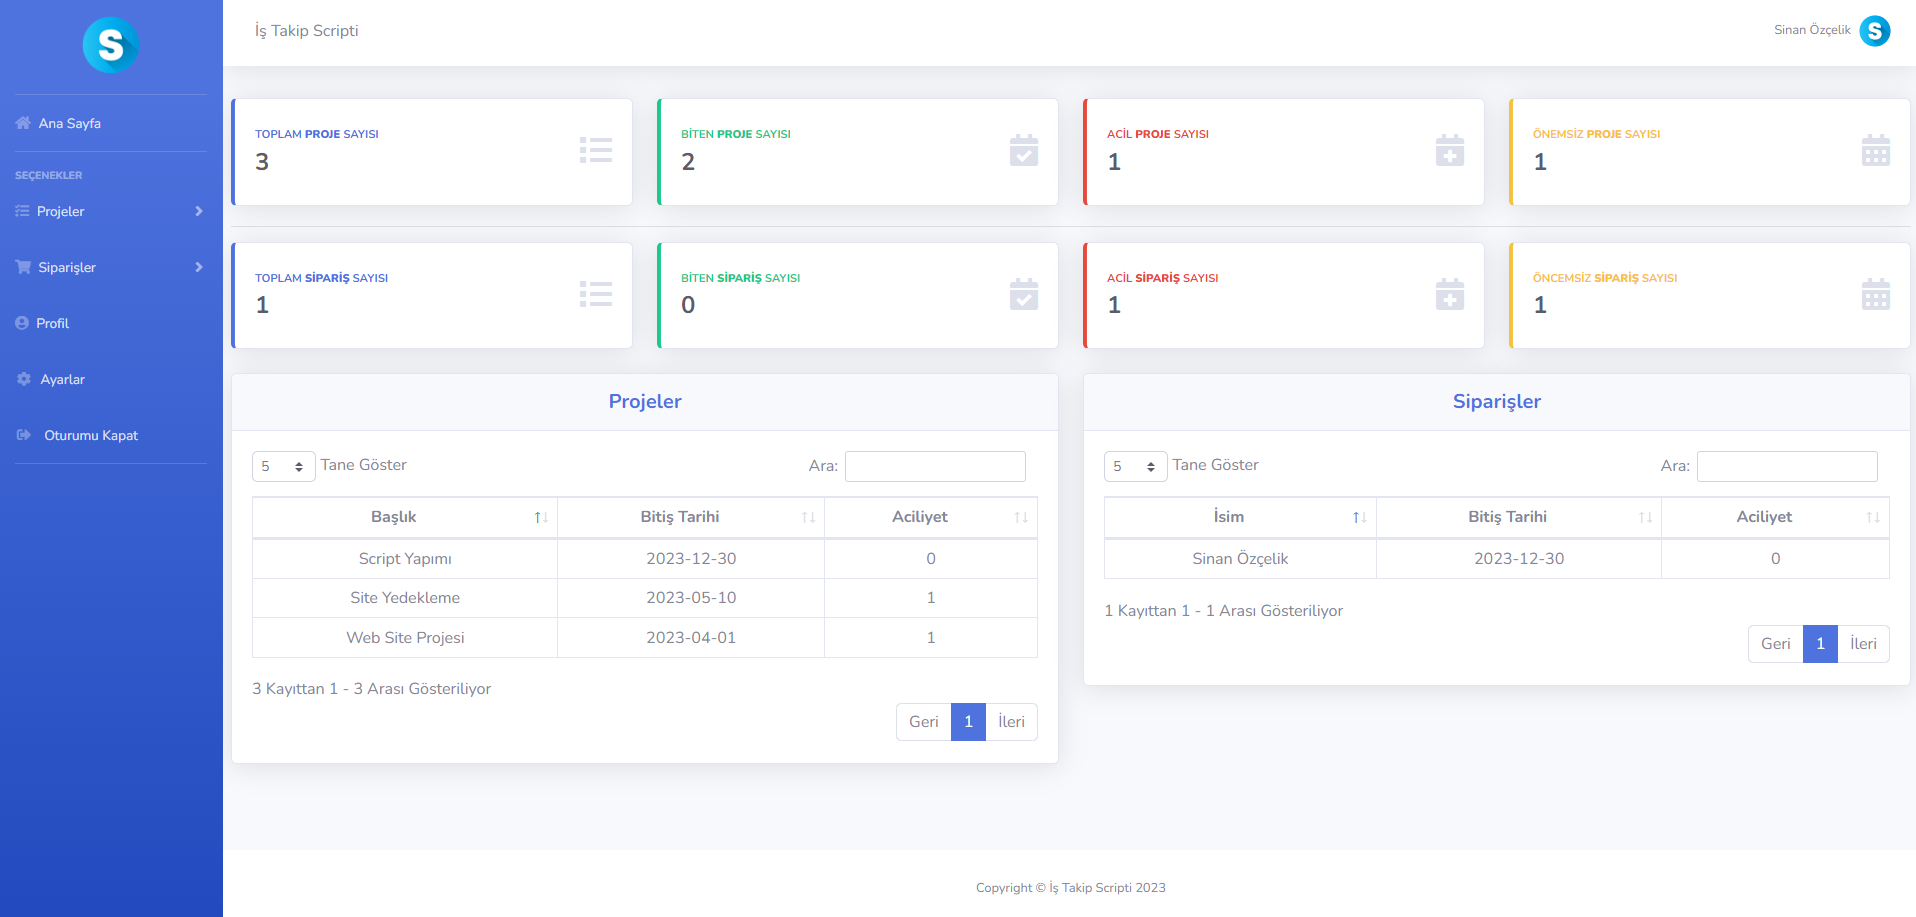 S
İş Takip Scripti
Sinan Özçelik
S
Ana Sayfa
SEÇENEKLER
Projeler
Siparişler
Profil
Ayarlar
Oturumu Kapat
TOPLAM PROJE SAYISI
3
BİTEN PROJE SAYISI
2
ACİL PROJE SAYISI
1
ÖNEMSİZ PROJE SAYISI
1
TOPLAM SİPARİŞ SAYISI
1
BİTEN SİPARİŞ SAYISI
0
ACİL SİPARİŞ SAYISI
1
ÖNCEMSİZ SİPARİŞ SAYISI
1
Projeler
5 Tane Göster Ara:
Başlık Bitiş Tarihi Aciliyet
Script Yapımı 2023-12-30 0
Site Yedekleme 2023-05-10 1
Web Site Projesi 2023-04-01 1
3 Kayıttan 1 - 3 Arası Gösteriliyor
Geri 1 İleri
Siparişler
5 Tane Göster Ara:
İsim Bitiş Tarihi Aciliyet
Sinan Özçelik 2023-12-30 0
1 Kayıttan 1 - 1 Arası Gösteriliyor
Geri 1 İleri
Copyright © İş Takip Scripti 2023